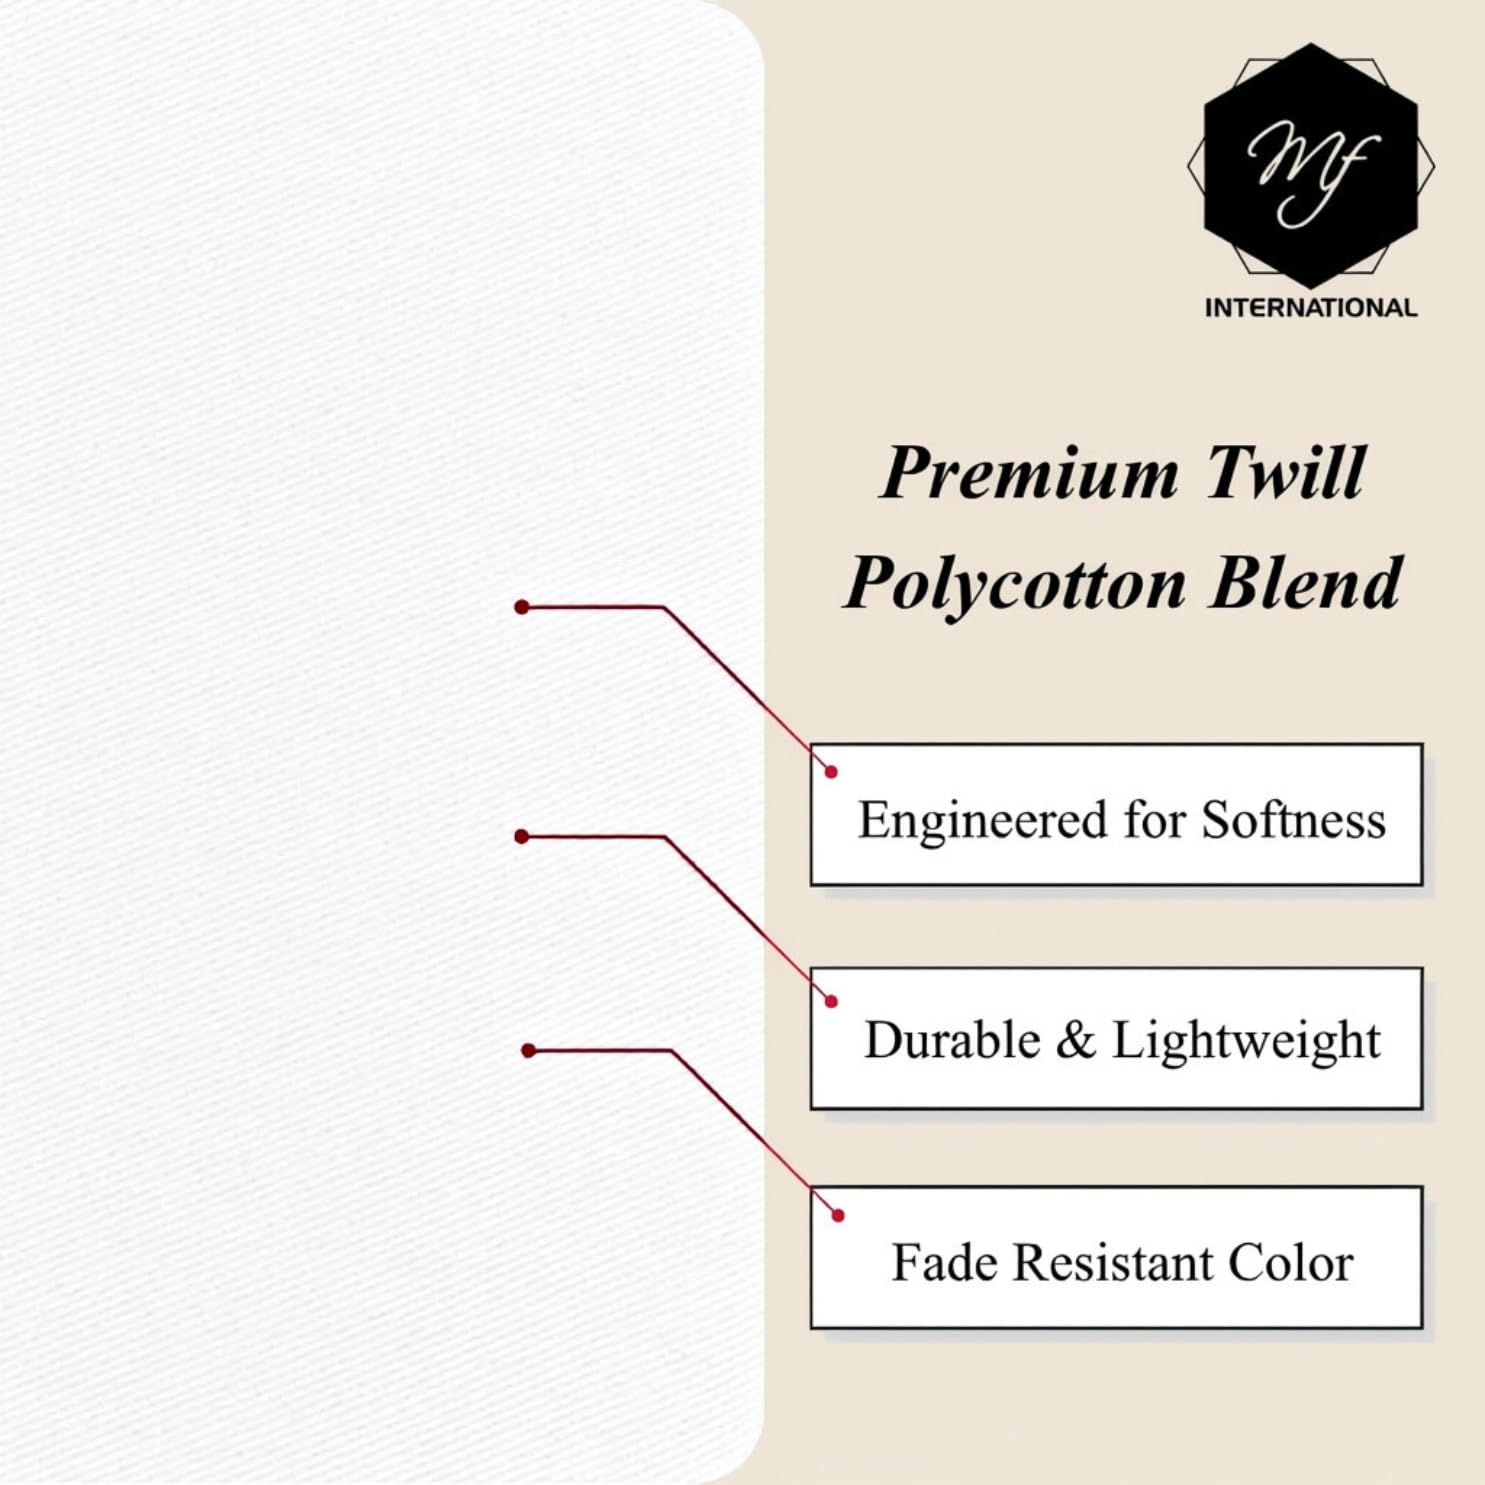 Mf
INTERNATIONAL
Premium Twill
Polycotton Blend
Engineered for Softness
Durable & Lightweight
Fade Resistant Color